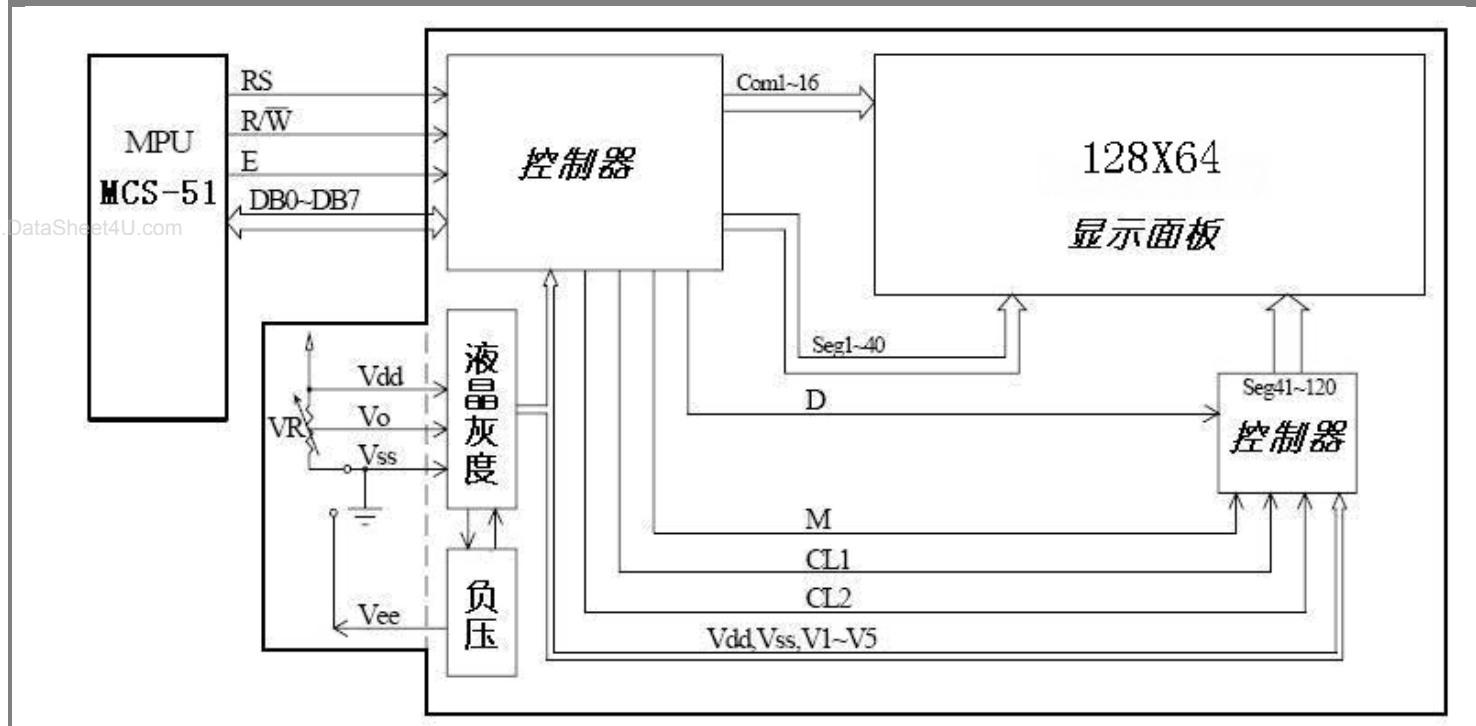 RS
R/W̅
E
DB0~DB7
MPU
MCS-51
.DataSheet4U.com
控制器
Com1~16
128X64
显示面板
Seg1~40
Seg41~120
控制器
液晶灰度
Vdd
Vo
VR
Vss
D
M
CL1
CL2
负压
Vee
Vdd,Vss,V1~V5